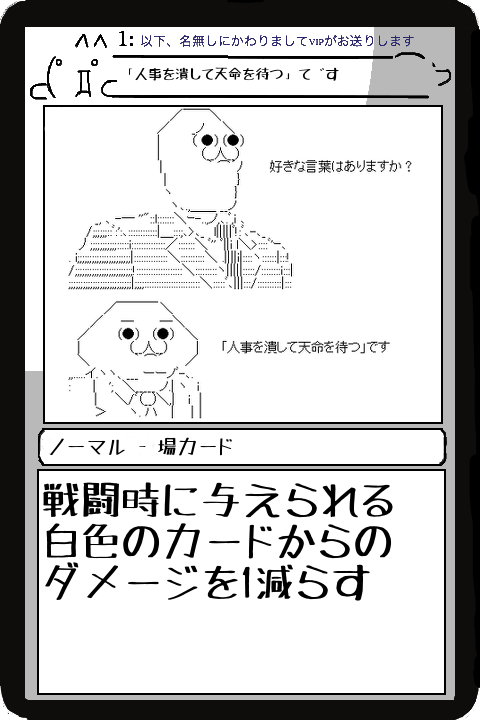 1: 以下、名無しにかわりましてVIPがお送りします
「人事を潰して天命を待つ」です
好きな言葉はありますか？
「人事を潰して天命を待つ」です
ノーマル - 場カード
戦闘時に与えられる
白色のカードからの
ダメージを1減らす